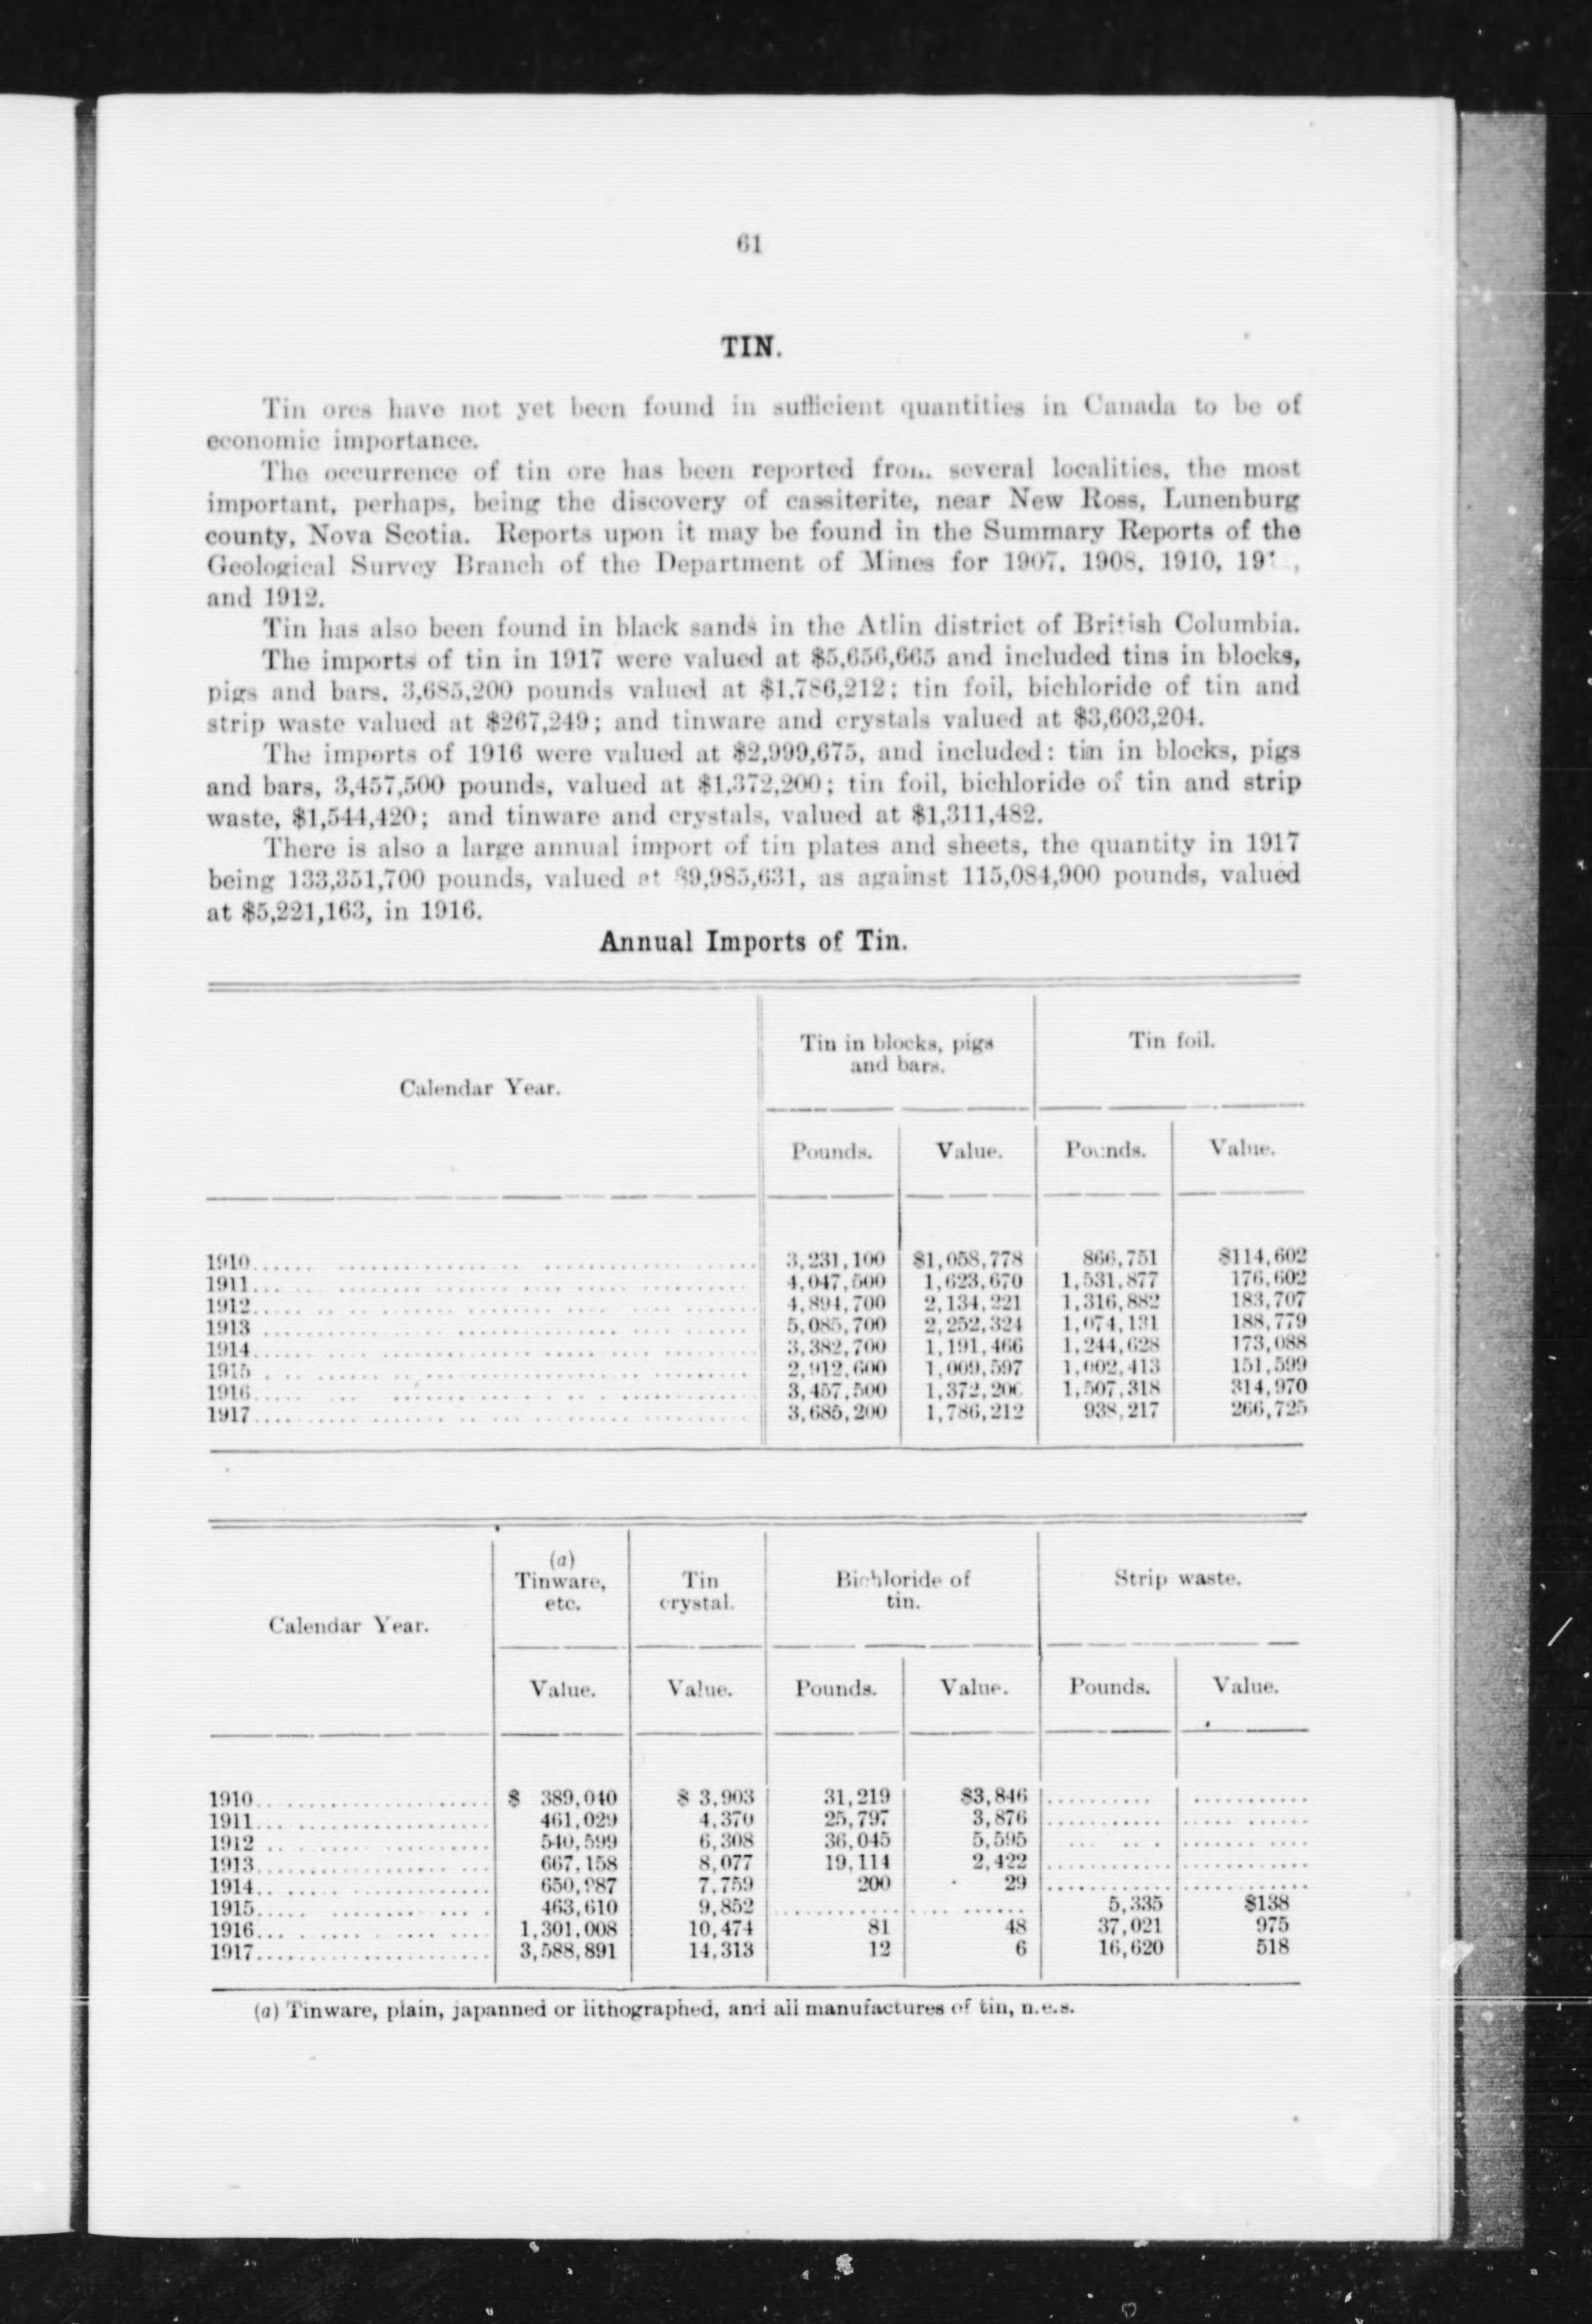 61
TIN.
Tin ores have not yet been found in sufficient quantities in Canada to be of
economic importance.
The occurrence of tin ore has been reported from several localities, the most
important, perhaps, being the discovery of cassiterite, near New Ross, Lunenburg
county, Nova Scotia. Reports upon it may be found in the Summary Reports of the
Geological Survey Branch of the Department of Mines for 1907, 1908, 1910,
and 1912.
Tin has also been found in black sands in the Atlin district of British Columbia.
The imports of tin in 1917 were valued at $5,656,665 and included tins in blocks,
pigs and bars, 3,685,200 pounds valued at $1,786,212; tin foil, bichloride of tin and
strip waste valued at $267,249; and tinware and crystals valued at $3,603,204.
The imports of 1916 were valued at $2,999,675, and included: tin in blocks, pigs
and bars, 3,457,500 pounds, valued at $1,372,200; tin foil, bichloride of tin and strip
waste, $1,544,420; and tinware and crystals, valued at $1,311,482.
There is also a large annual import of tin plates and sheets, the quantity in 1917
being 133,351,700 pounds, valued at $9,985,631, as against 115,084,900 pounds, valued
at $5,221,163, in 1916.
Annual Imports of Tin.
Calendar Year. Tin in blocks, pigs and bars. Tin foil.
Pounds. Value. Pounds. Value.
1910 3,231,100 $1,058,778 866,751 $114,602
1911 4,047,500 1,623,670 1,531,877 176,602
1912 4,894,700 2,134,221 1,316,882 183,707
1913 5,085,700 2,252,324 1,074,131 188,779
1914 3,382,700 1,191,466 1,244,628 173,088
1915 2,912,600 1,009,597 1,002,413 151,599
1916 3,457,500 1,507,318 314,970
1917 3,685,200 1,786,212 938,217 266,725
Calendar Year. (a) Tinware, etc. Tin crystal. Bichloride of tin. Strip waste.
Value. Value. Pounds. Value. Pounds. Value.
1910 $ 389,040 $ 3,903 31,219 $3,846
1911 461,029 4,370 25,797 3,876
1912 540,599 6,308 36,045 5,595
1913 667,158 8,077 19,114 2,422
1914 7,759 200 29
1915 463,610 9,852 5,335 $138
1916 1,301,008 10,474 81 48 37,021 975
1917 3,588,891 14,313 12 6 16,620 518
(a) Tinware, plain, japanned or lithographed, and all manufactures of tin, n.e.s.